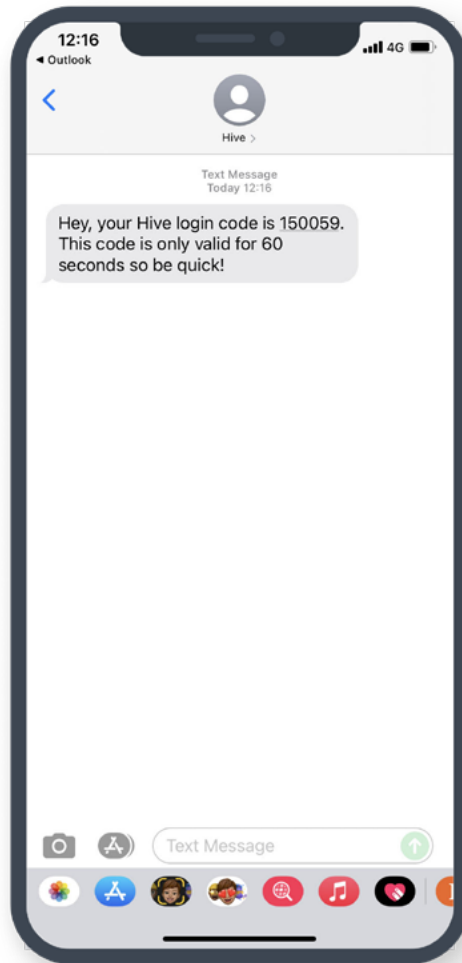 12:16
4G
◀ Outlook
Hive >
Text Message
Today 12:16
Hey, your Hive login code is 150059.
This code is only valid for 60
seconds so be quick!
Text Message